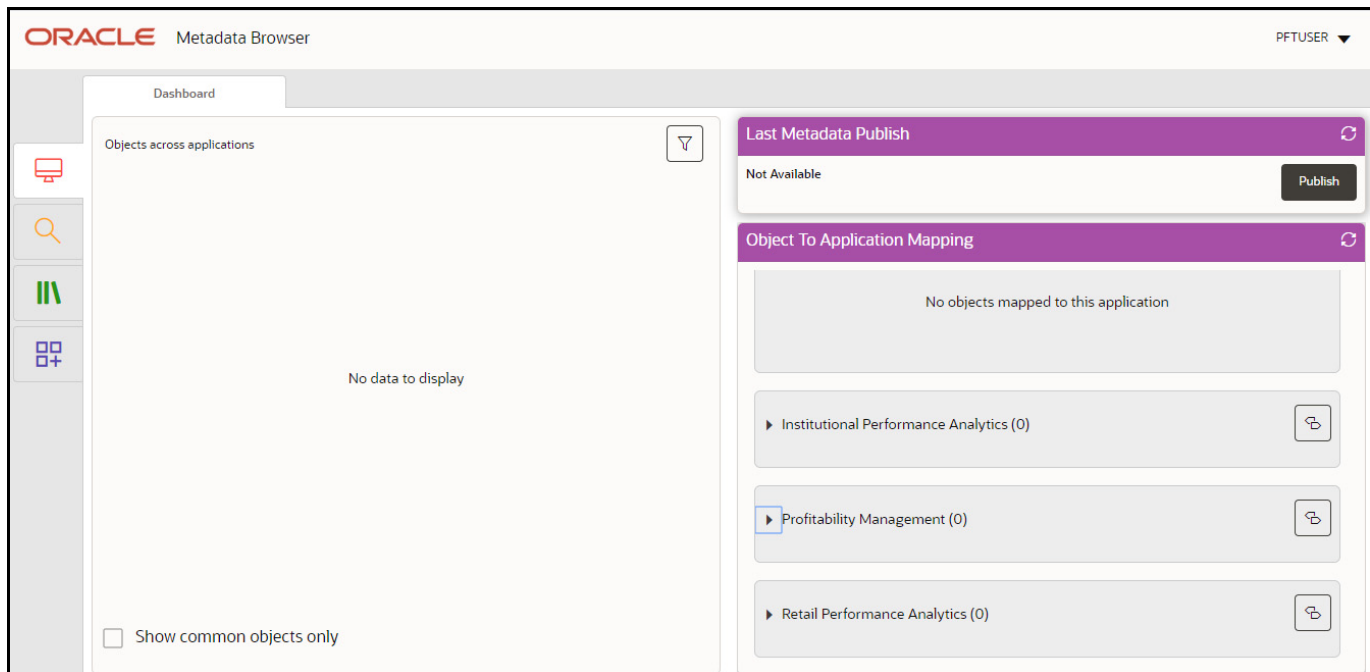 ORACLE Metadata Browser
PFTUSER
Dashboard
Objects across applications
No data to display
Show common objects only
Last Metadata Publish
Not Available
Publish
Object To Application Mapping
No objects mapped to this application
Institutional Performance Analytics (0)
Profitability Management (0)
Retail Performance Analytics (0)